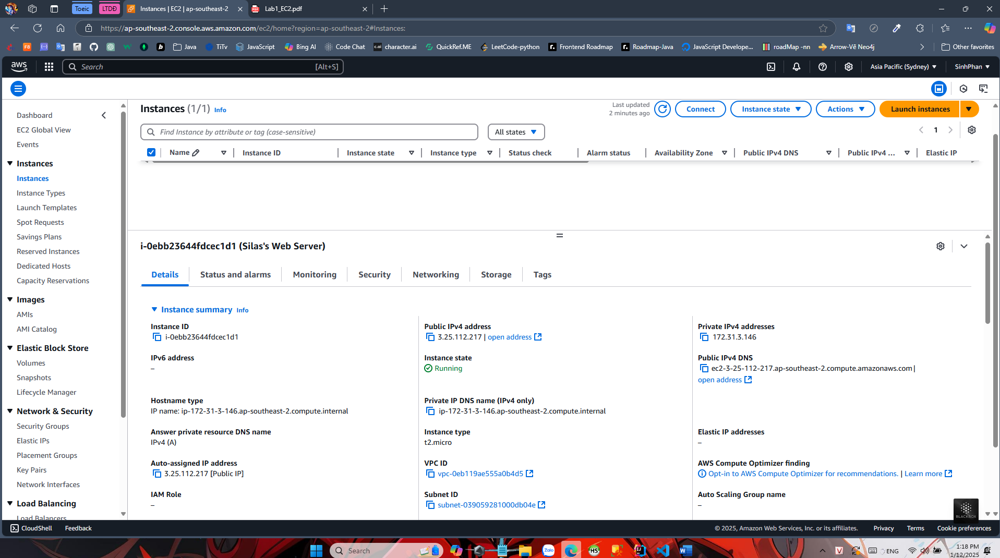 Toeic
LTDĐ
Instances | EC2 | ap-southeast-2
Lab1_EC2.pdf
https://ap-southeast-2.console.aws.amazon.com/ec2/home?region=ap-southeast-2#Instances:
F8
Java
TiTv
JavaScript
Bing AI
Code Chat
c.ai character.ai
QuickRef.ME
LeetCode-python
Frontend Roadmap
Roadmap-Java
JavaScript Develope...
roadMap -nn
Arrow-Vẽ Neo4j
Other favorites
aws
Search [Alt+S]
Asia Pacific (Sydney)
SinhPhan
Dashboard
EC2 Global View
Events
Instances
Instances
Instance Types
Launch Templates
Spot Requests
Savings Plans
Reserved Instances
Dedicated Hosts
Capacity Reservations
Images
AMIs
AMI Catalog
Elastic Block Store
Volumes
Snapshots
Lifecycle Manager
Network & Security
Security Groups
Elastic IPs
Placement Groups
Key Pairs
Network Interfaces
Load Balancing
Load Balancers
Instances (1/1) Info
Last updated
2 minutes ago
Connect
Instance state
Actions
Launch instances
Find Instance by attribute or tag (case-sensitive)
All states
1
Name
Instance ID
Instance state
Instance type
Status check
Alarm status
Availability Zone
Public IPv4 DNS
Public IPv4 ...
Elastic IP
i-0ebb23644fdcec1d1 (Silas's Web Server)
Details
Status and alarms
Monitoring
Security
Networking
Storage
Tags
Instance summary Info
Instance ID
i-0ebb23644fdcec1d1
Public IPv4 address
3.25.112.217 | open address
Private IPv4 addresses
172.31.3.146
IPv6 address
–
Instance state
Running
Public IPv4 DNS
ec2-3-25-112-217.ap-southeast-2.compute.amazonaws.com |
open address
Hostname type
IP name: ip-172-31-3-146.ap-southeast-2.compute.internal
Private IP DNS name (IPv4 only)
ip-172-31-3-146.ap-southeast-2.compute.internal
Answer private resource DNS name
IPv4 (A)
Instance type
t2.micro
Elastic IP addresses
–
Auto-assigned IP address
3.25.112.217 [Public IP]
VPC ID
vpc-0eb119ae555a0b4d5
AWS Compute Optimizer finding
Opt-in to AWS Compute Optimizer for recommendations. | Learn more
IAM Role
–
Subnet ID
subnet-039059281000db04e
Auto Scaling Group name
–
BLACKBOX
CloudShell
Feedback
© 2025, Amazon Web Services, Inc. or its affiliates.
Privacy
Terms
Cookie preferences
Search
Zalo
HS
V
ENG
1:18 PM
1/12/2025